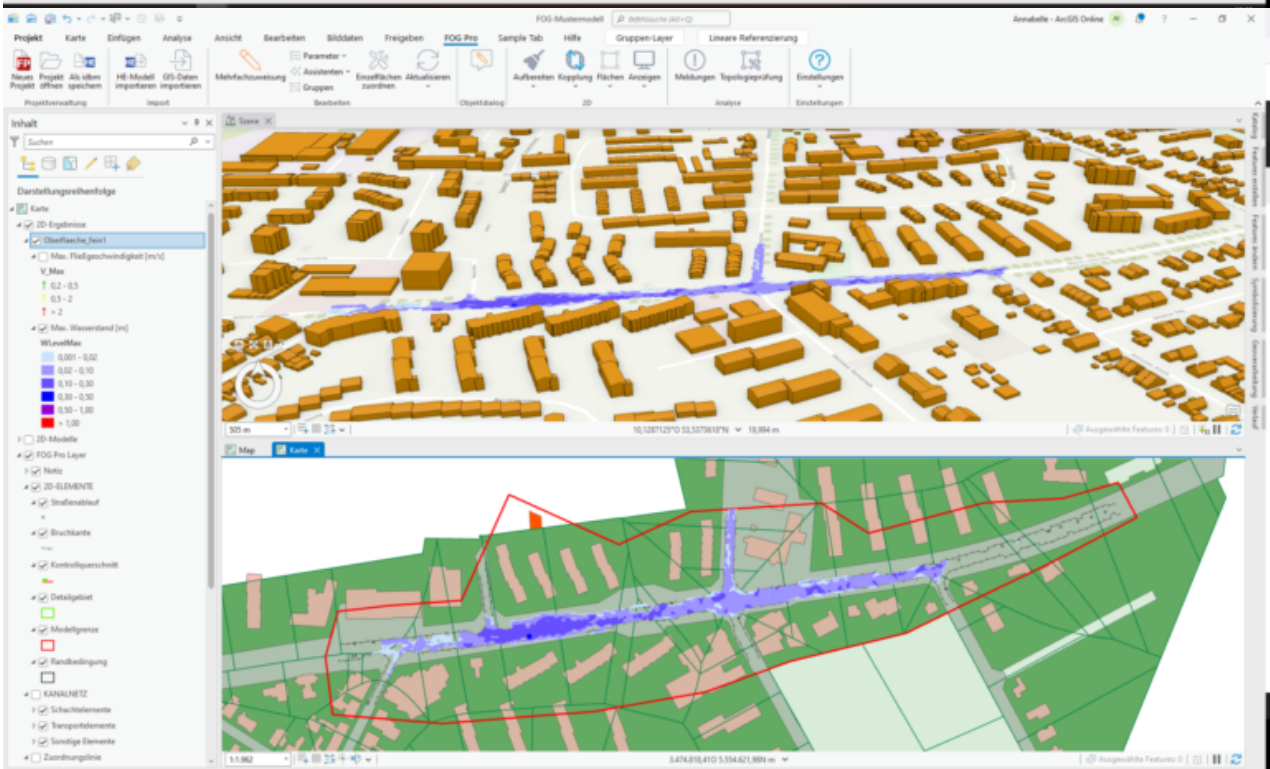 FOG-Mustermodell
Befehlssuche (Alt+Q)
Annabelle - ArcGIS Online
?
Projekt Karte Einfügen Analyse Ansicht Bearbeiten Bilddaten Freigeben FOG Pro Sample Tab Hilfe Gruppen-Layer Lineare Referenzierung
Neues Projekt
Projekt öffnen
Als idbm speichern
HE-Modell importieren
GIS-Daten importieren
Mehrfachzuweisung
Parameter
Assistenten
Gruppen
Einzelflächen zuordnen
Aktualisieren
Aufbereiten Kopplung Flächen Anzeigen
Meldungen Topologieprüfung
Einstellungen
Projektverwaltung Import Bearbeiten Objektdialog 2D Analyse Einstellungen
Inhalt
Suchen
Darstellungsreihenfolge
Karte
2D-Ergebnisse
Oberflaeche_fein1
Max. Fließgeschwindigkeit [m/s]
V_Max
0,2 - 0,5
0,5 - 2
> 2
Max. Wasserstand [m]
WLevelMax
0,001 - 0,02
0,02 - 0,10
0,10 - 0,30
0,30 - 0,50
0,50 - 1,00
> 1,00
2D-Modelle
FOG Pro Layer
Notiz
2D-ELEMENTE
Straßenablauf
Bruchkante
Kontrollquerschnitt
Detailgebiet
Modellgrenze
Randbedingung
KANALNETZ
Schachtelemente
Transportelemente
Sonstige Elemente
Zuordnungslinie
Scene
505 m
10,1287125°O 53,5373618°N
19,994 m
Ausgewählte Features: 0
Map
Karte
1:1.962
3.474.818,41O 5.554.621,98N m
Ausgewählte Features: 0
Katalog
Features erstellen
Features ändern
Symbolisierung
Geoverarbeitung
Verlauf